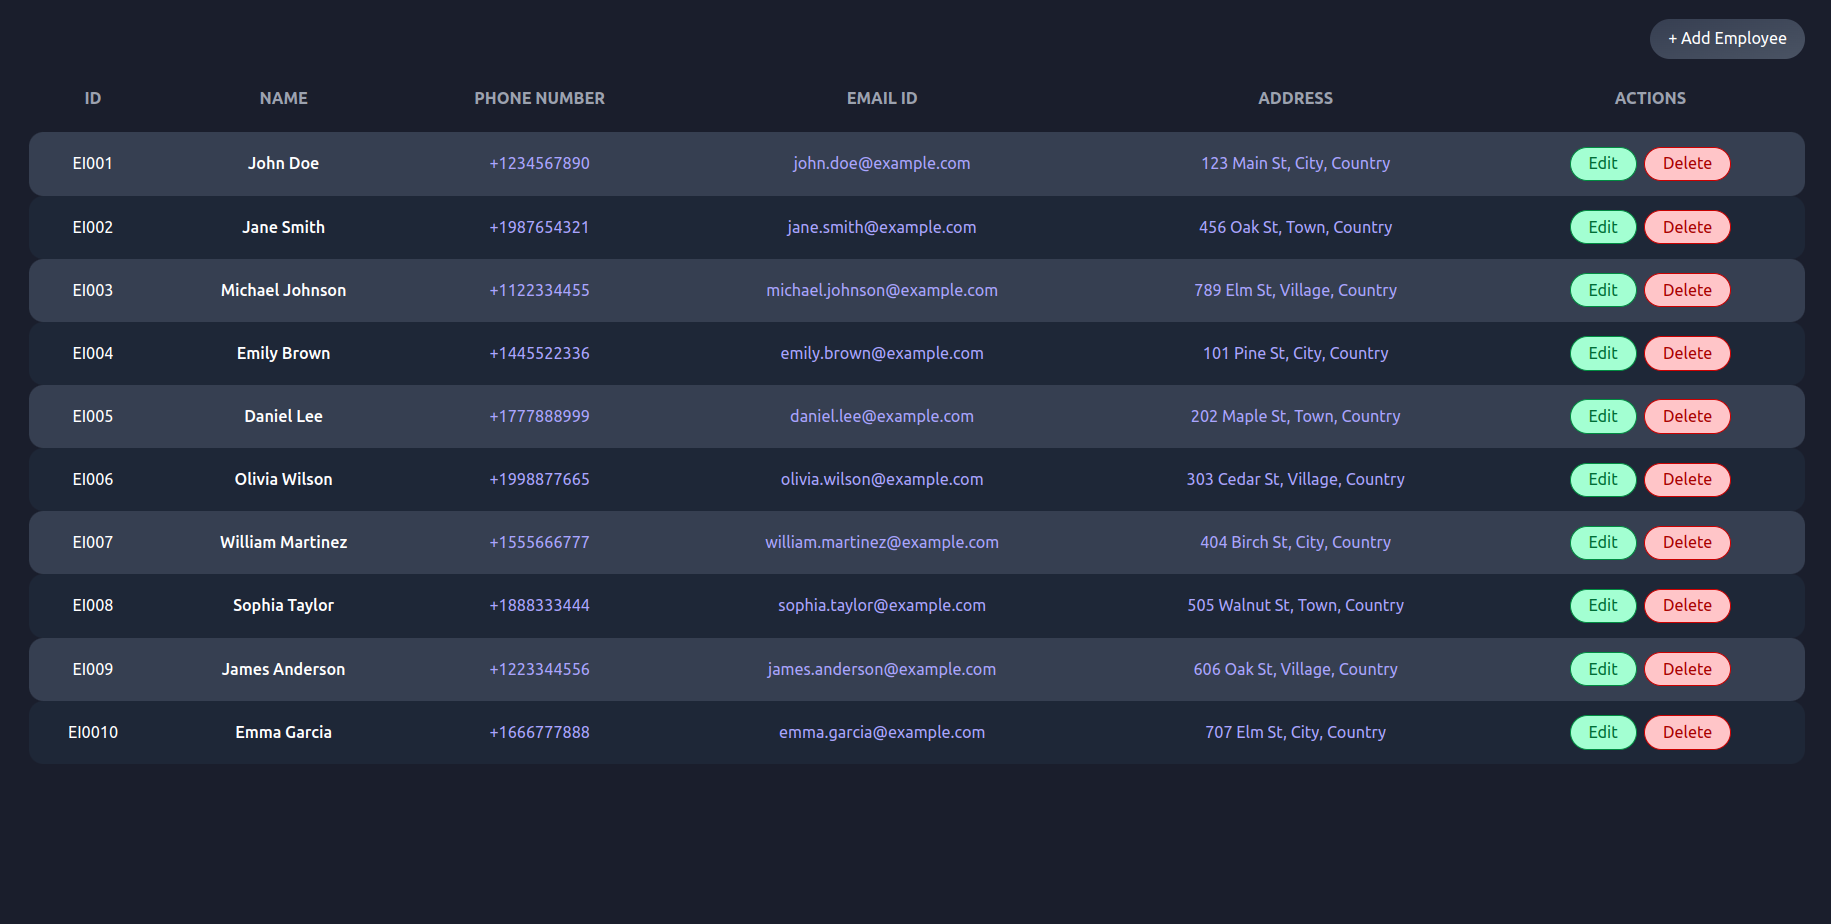 + Add Employee
ID NAME PHONE NUMBER EMAIL ID ADDRESS ACTIONS
EI001 John Doe +1234567890 john.doe@example.com 123 Main St, City, Country Edit Delete
EI002 Jane Smith +1987654321 jane.smith@example.com 456 Oak St, Town, Country Edit Delete
EI003 Michael Johnson +1122334455 michael.johnson@example.com 789 Elm St, Village, Country Edit Delete
EI004 Emily Brown +1445522336 emily.brown@example.com 101 Pine St, City, Country Edit Delete
EI005 Daniel Lee +1777888999 daniel.lee@example.com 202 Maple St, Town, Country Edit Delete
EI006 Olivia Wilson +1998877665 olivia.wilson@example.com 303 Cedar St, Village, Country Edit Delete
EI007 William Martinez +1555666777 william.martinez@example.com 404 Birch St, City, Country Edit Delete
EI008 Sophia Taylor +1888333444 sophia.taylor@example.com 505 Walnut St, Town, Country Edit Delete
EI009 James Anderson +1223344556 james.anderson@example.com 606 Oak St, Village, Country Edit Delete
EI0010 Emma Garcia +1666777888 emma.garcia@example.com 707 Elm St, City, Country Edit Delete